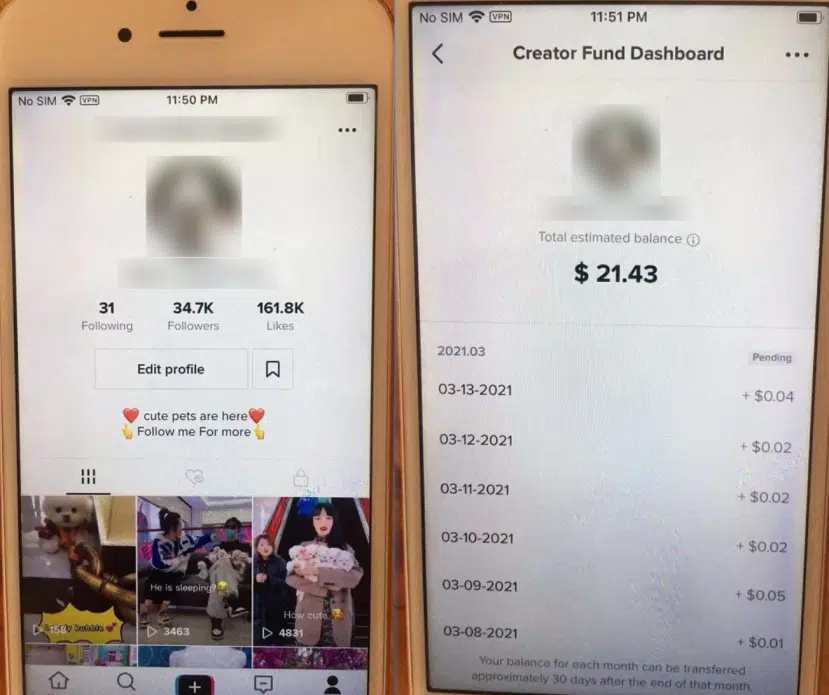 No SIM VPN 11:50 PM
31 34.7K 161.8K
Following Followers Likes
Edit profile
❤️ cute pets are here❤️
👆 Follow me For more👆
He is sleeping?
How cute
bubble
158
3463
4831
No SIM VPN 11:51 PM
Creator Fund Dashboard
Total estimated balance
$ 21.43
2021.03 Pending
03-13-2021 + $0.04
03-12-2021 + $0.02
03-11-2021 + $0.02
03-10-2021 + $0.02
03-09-2021 + $0.05
03-08-2021 + $0.01
Your balance for each month can be transferred
approximately 30 days after the end of that month